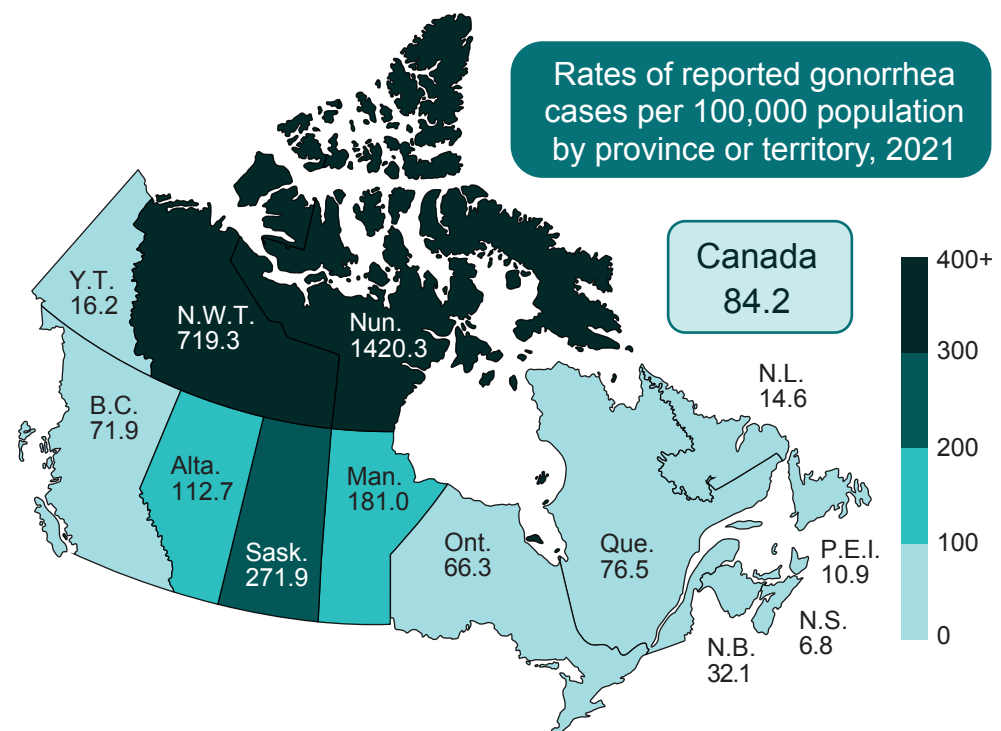 Rates of reported gonorrhea
cases per 100,000 population
by province or territory, 2021
Canada
84.2
400+
300
200
100
0
Y.T.
16.2
N.W.T.
719.3
Nun.
1420.3
B.C.
71.9
Alta.
112.7
Sask.
271.9
Man.
181.0
Ont.
66.3
Que.
76.5
N.L.
14.6
P.E.I.
10.9
N.S.
6.8
N.B.
32.1